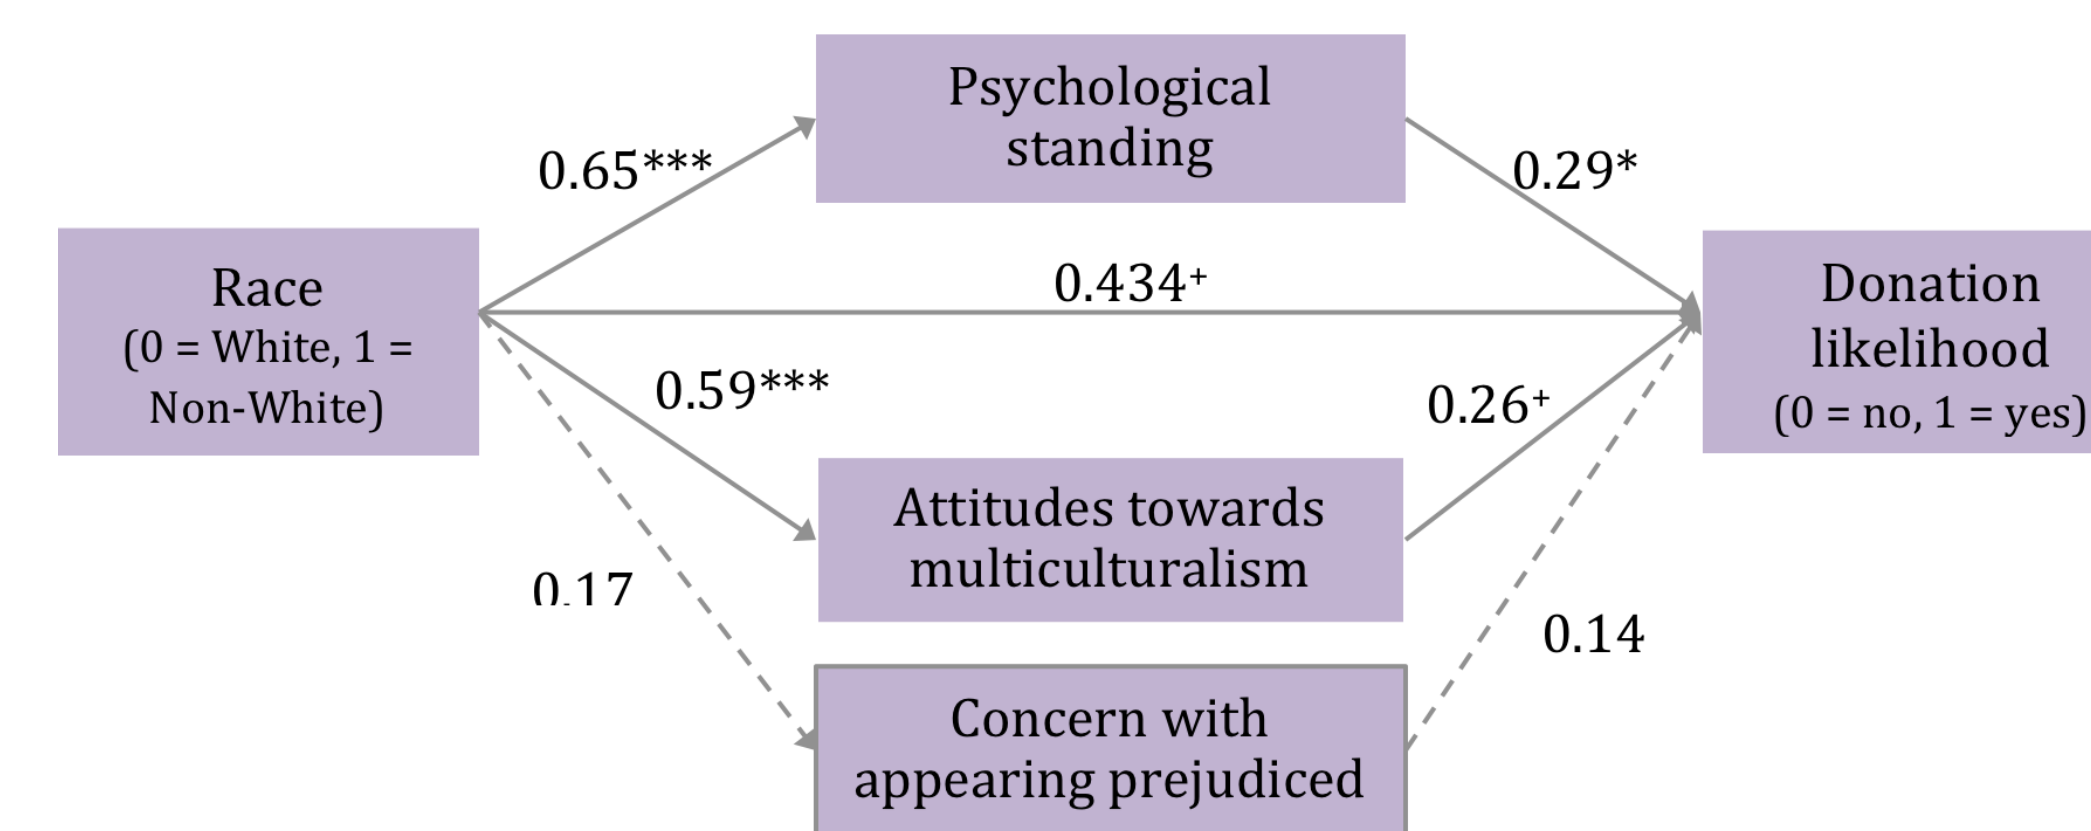 Psychological
standing
0.65***
0.29*
Race
(0 = White, 1 =
Non-White)
0.434⁺
Donation
likelihood
(0 = no, 1 = yes)
0.59***
0.26⁺
Attitudes towards
multiculturalism
0.17
0.14
Concern with
appearing prejudiced